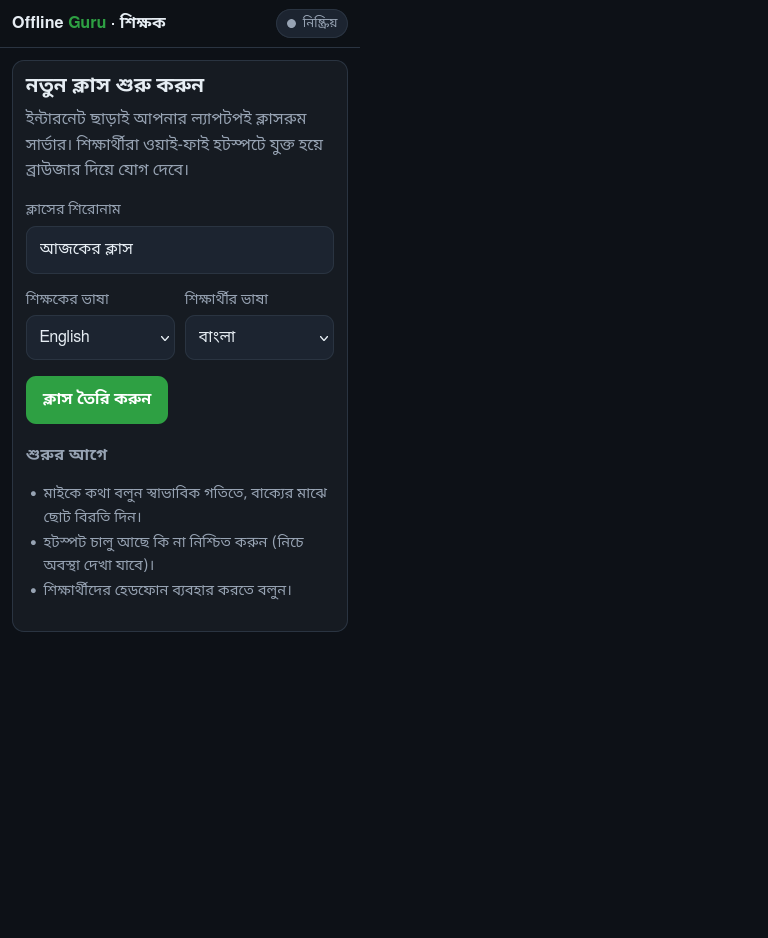 Offline Guru · শিক্ষক
নিষ্ক্রিয়
নতুন ক্লাস শুরু করুন
ইন্টারনেট ছাড়াই আপনার ল্যাপটপই ক্লাসরুম
সার্ভার। শিক্ষার্থীরা ওয়াই-ফাই হটস্পটে যুক্ত হয়ে
ব্রাউজার দিয়ে যোগ দেবে।
ক্লাসের শিরোনাম
আজকের ক্লাস
শিক্ষকের ভাষা
শিক্ষার্থীর ভাষা
English
বাংলা
ক্লাস তৈরি করুন
শুরুর আগে
• মাইকে কথা বলুন স্বাভাবিক গতিতে, বাক্যের মাঝে
ছোট বিরতি দিন।
• হটস্পট চালু আছে কি না নিশ্চিত করুন (নিচে
অবস্থা দেখা যাবে)।
• শিক্ষার্থীদের হেডফোন ব্যবহার করতে বলুন।